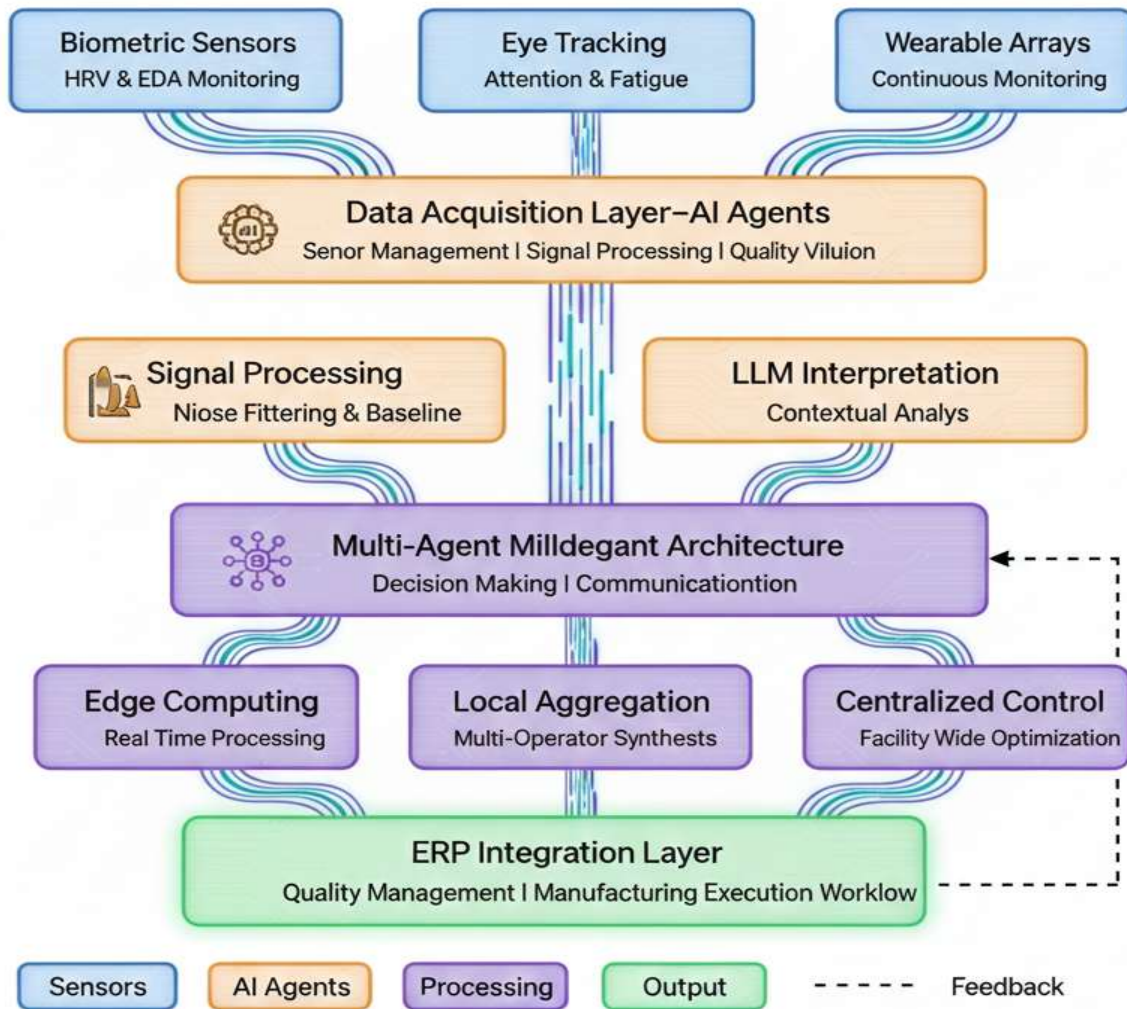 Biometric Sensors
HRV & EDA Monitoring
Eye Tracking
Attention & Fatigue
Wearable Arrays
Continuous Monitoring
Data Acquisition Layer–AI Agents
Senor Management | Signal Processing | Quality Viluion
Signal Processing
Niose Fittering & Baseline
LLM Interpretation
Contextual Analys
Multi-Agent Milldegant Architecture
Decision Making | Communicationtion
Edge Computing
Real Time Processing
Local Aggregation
Multi-Operator Synthests
Centralized Control
Facility Wide Optimization
ERP Integration Layer
Quality Management | Manufacturing Execution Worklow
Sensors
AI Agents
Processing
Output
Feedback